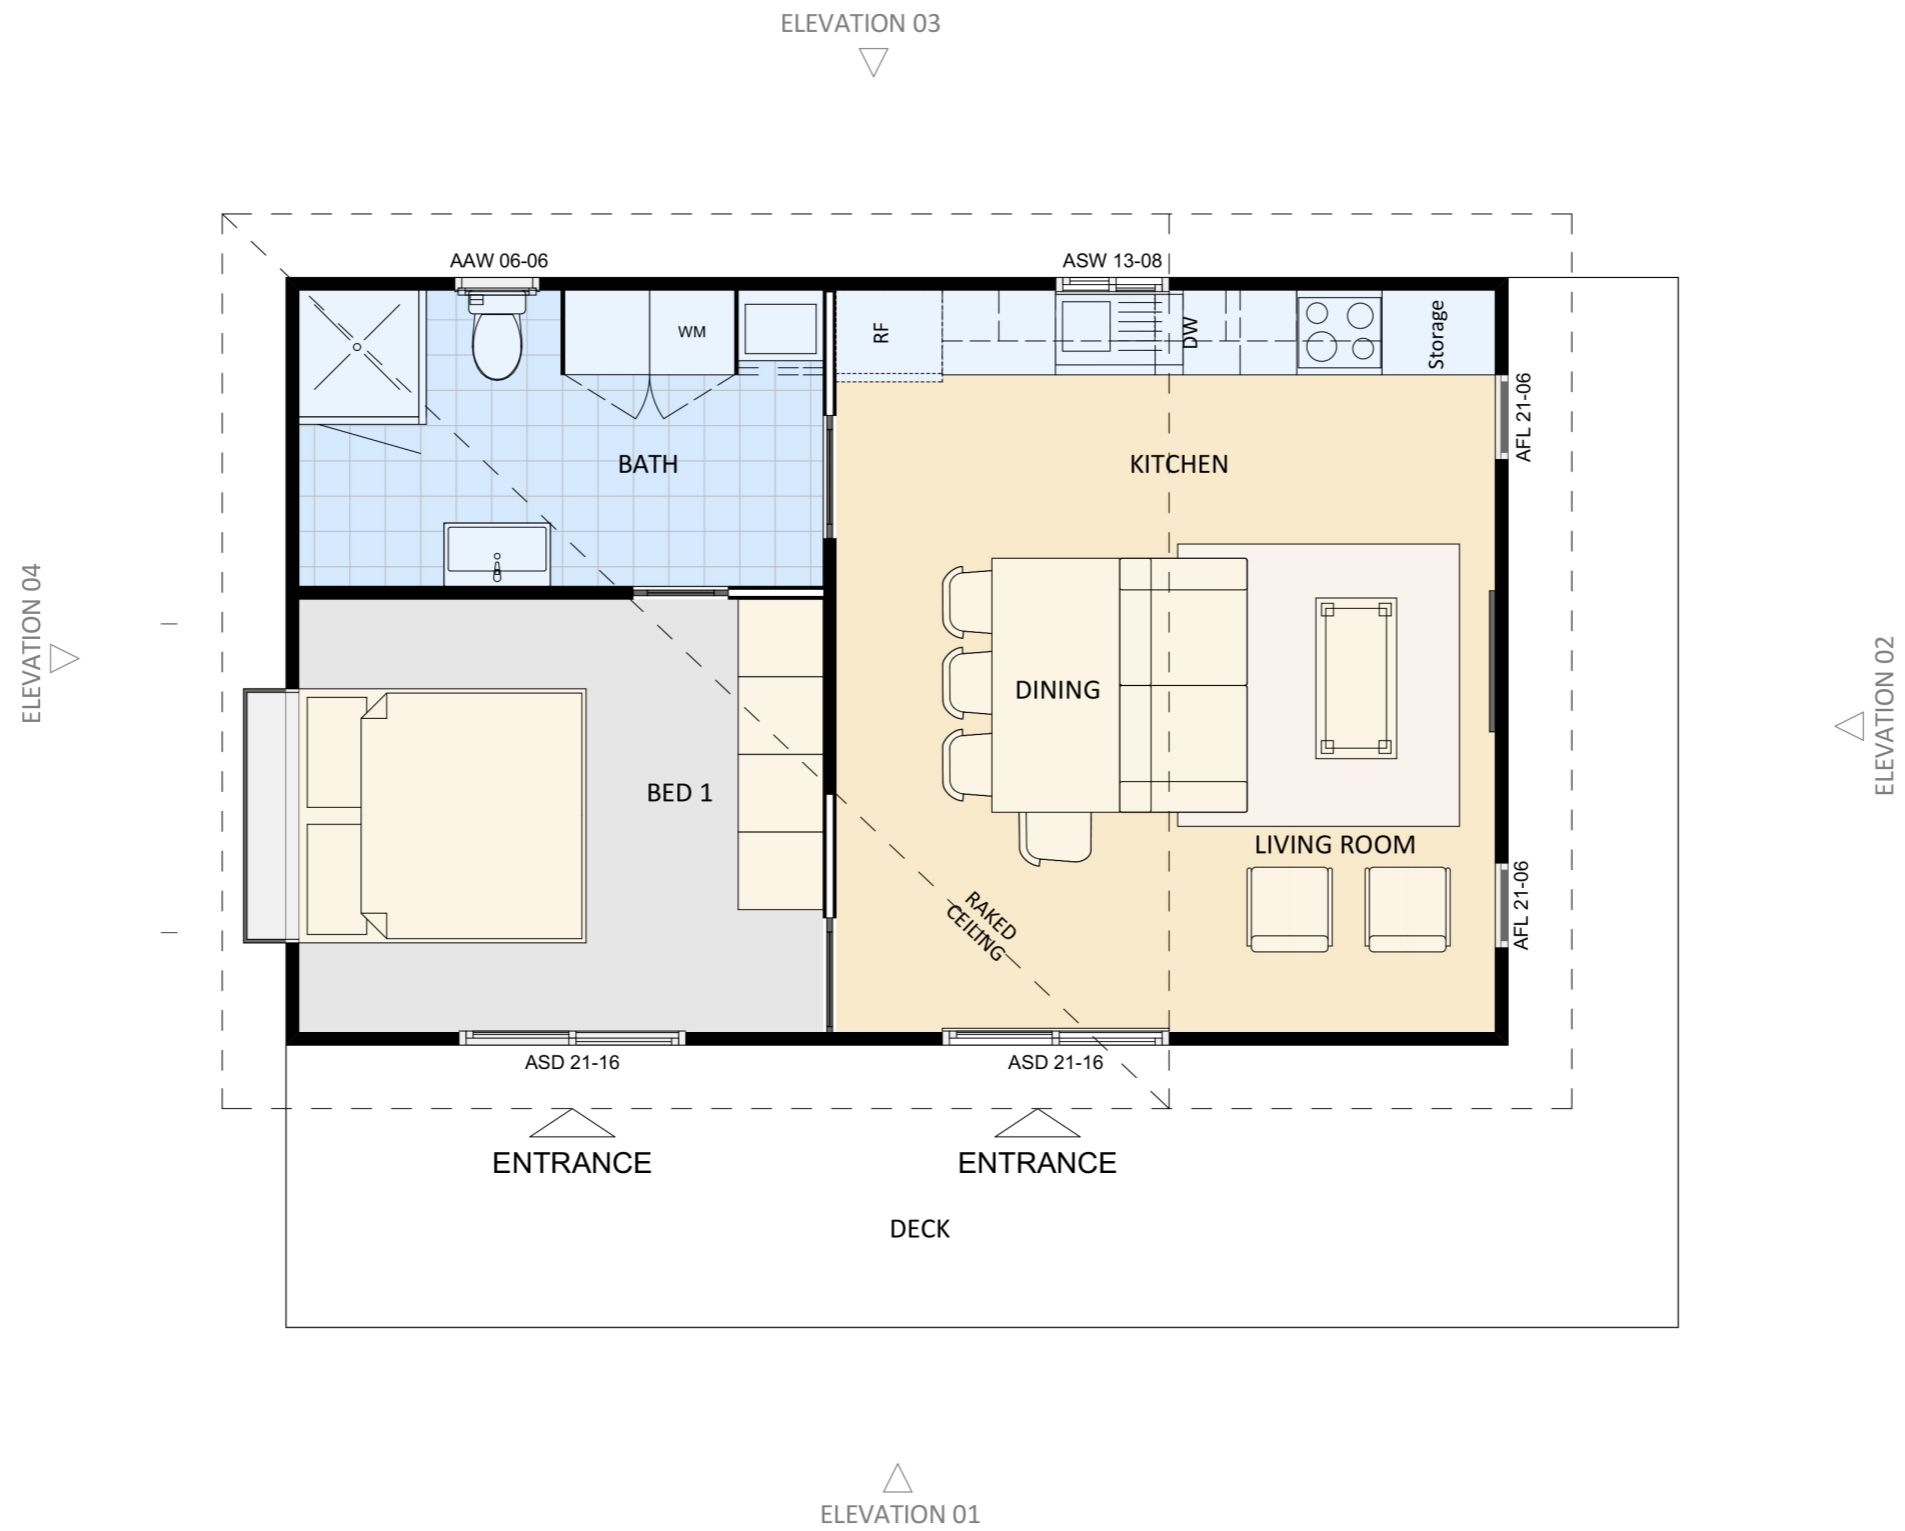 ELEVATION 03
AAW 06-06
ASW 13-08
WM
RF
DW
Storage
AFL 21-06
BATH
KITCHEN
ELEVATION 04
ELEVATION 02
DINING
BED 1
LIVING ROOM
AFL 21-06
RAKED
CEILING
ASD 21-16
ASD 21-16
ENTRANCE
ENTRANCE
DECK
ELEVATION 01